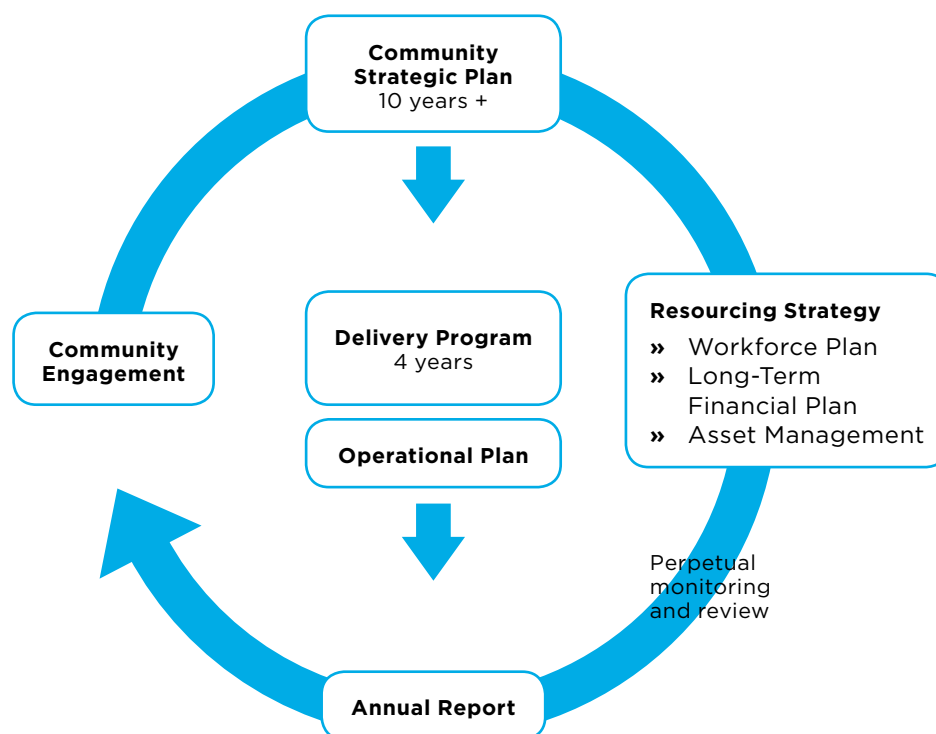 Community
Strategic Plan
10 years +
Community
Engagement
Delivery Program
4 years
Operational Plan
Resourcing Strategy
» Workforce Plan
» Long-Term
Financial Plan
» Asset Management
Perpetual
monitoring
and review
Annual Report